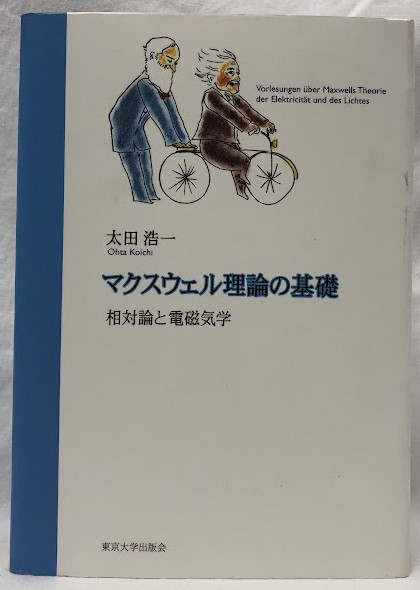 Vorlesungen über Maxwells Theorie
der Elektricität und des Lichtes
太田 浩一
Ohta Koichi
マクスウェル理論の基礎
相対論と電磁気学
東京大学出版会